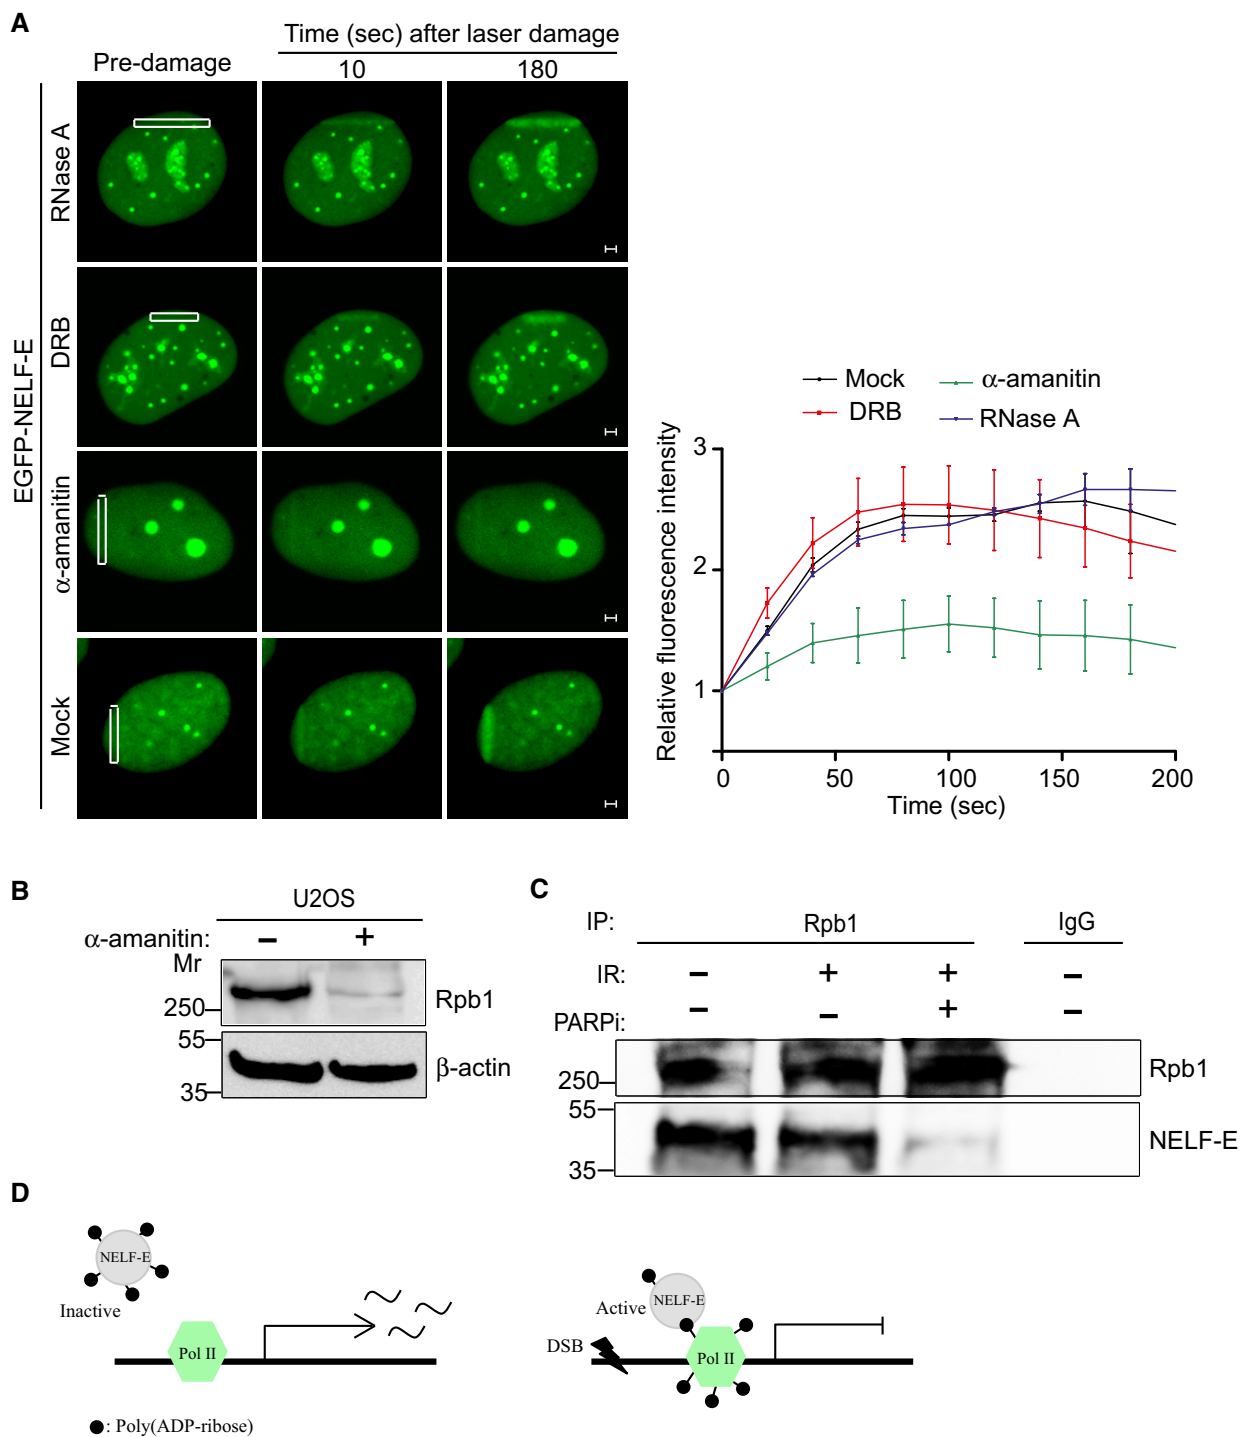 A
Time (sec) after laser damage
Pre-damage
10
180
EGFP-NELF-E
RNase A
DRB
α-amanitin
Mock
Mock
α-amanitin
DRB
RNase A
Relative fluorescence intensity
3
2
1
0
50
100
150
200
Time (sec)
B
U2OS
α-amanitin:
− +
Mr
250
Rpb1
55
35
β-actin
C
IP: Rpb1 IgG
IR: − + + −
PARPi: − − + −
250
Rpb1
55
35
NELF-E
D
NELF-E
Inactive
Pol II
Active
NELF-E
DSB
Pol II
: Poly(ADP-ribose)